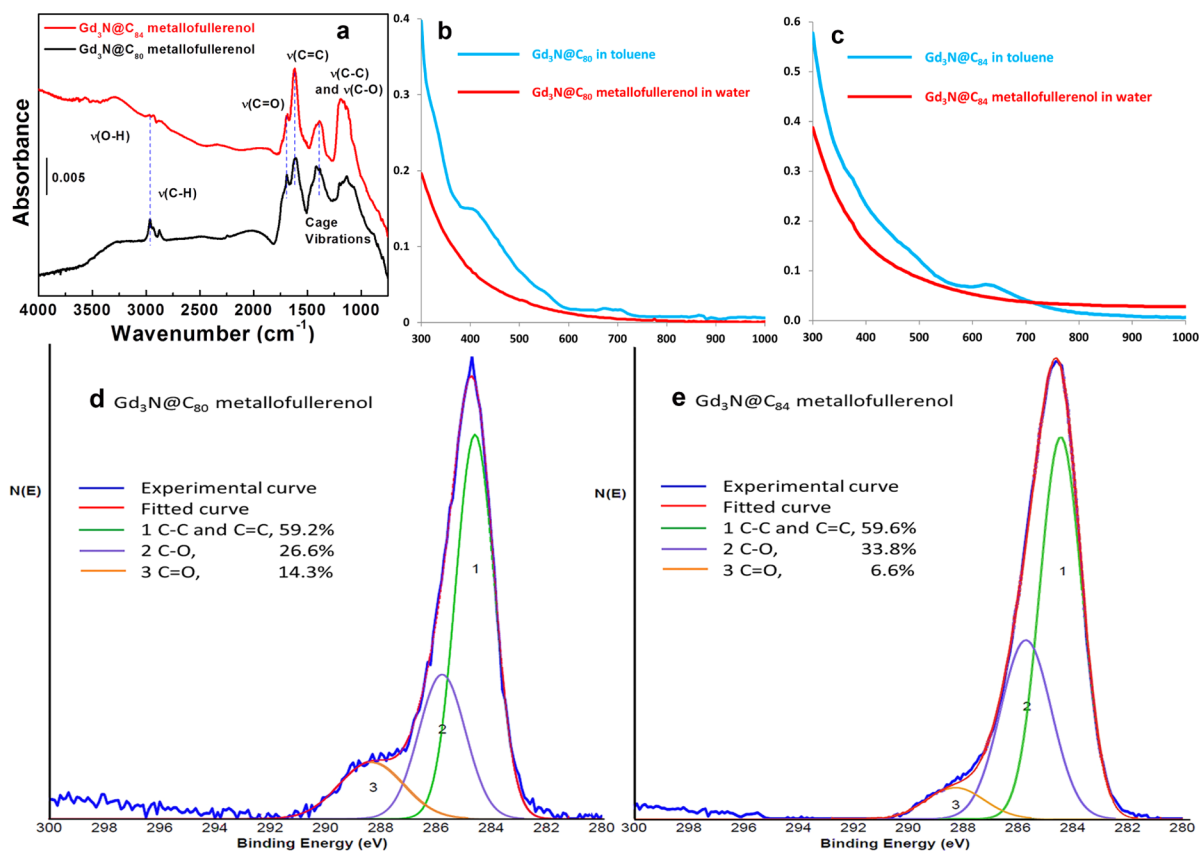 Gd₃N@C₈₄ metallofullerenol
Gd₃N@C₈₀ metallofullerenol
a
ν(C=C)
ν(C-C)
and ν(C-O)
ν(C=O)
ν(O-H)
0.005
ν(C-H)
Cage
Vibrations
Absorbance
4000 3500 3000 2500 2000 1500 1000
Wavenumber (cm⁻¹)
b
Gd₃N@C₈₀ in toluene
Gd₃N@C₈₀ metallofullerenol in water
0.4
0.3
0.2
0.1
0
300 400 500 600 700 800 900 1000
c
Gd₃N@C₈₄ in toluene
Gd₃N@C₈₄ metallofullerenol in water
0.6
0.5
0.4
0.3
0.2
0.1
0.0
300 400 500 600 700 800 900 1000
d Gd₃N@C₈₀ metallofullerenol
N(E)
Experimental curve
Fitted curve
1 C-C and C=C, 59.2%
2 C-O, 26.6%
3 C=O, 14.3%
1
2
3
300 298 296 294 292 290 288 286 284 282 280
Binding Energy (eV)
e Gd₃N@C₈₄ metallofullerenol
N(E)
Experimental curve
Fitted curve
1 C-C and C=C, 59.6%
2 C-O, 33.8%
3 C=O, 6.6%
1
2
3
300 298 296 294 292 290 288 286 284 282 280
Binding Energy (eV)